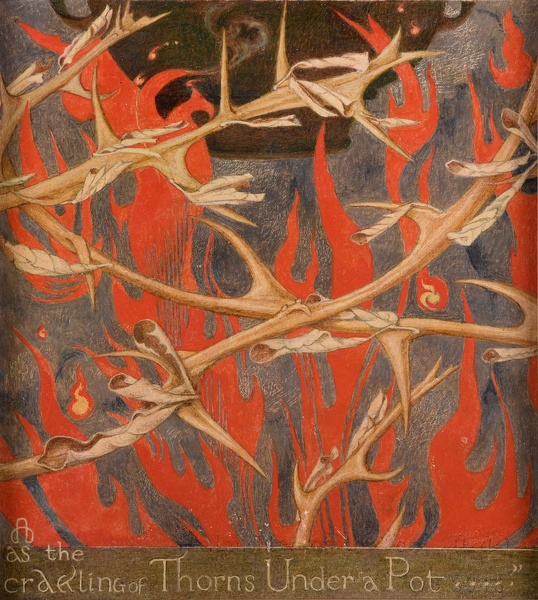 as the
crackling of Thorns Under a Pot ....."